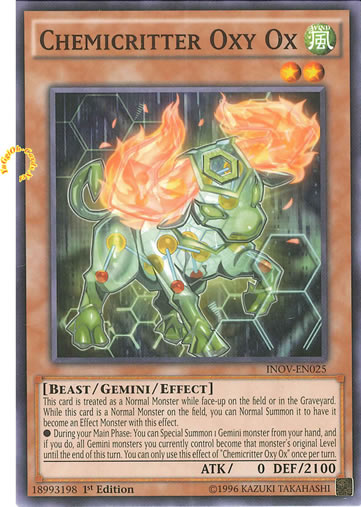 CHEMICRITTER OXY OX
WIND
風
INOV-EN025
[BEAST/GEMINI/EFFECT]
This card is treated as a Normal Monster while face-up on the field or in the Graveyard.
While this card is a Normal Monster on the field, you can Normal Summon it to have it
become an Effect Monster with this effect.
● During your Main Phase: You can Special Summon 1 Gemini monster from your hand, and
if you do, all Gemini monsters you currently control become that monster's original Level
until the end of this turn. You can only use this effect of "Chemicritter Oxy Ox" once per turn.
ATK/ 0 DEF/2100
18993198 1st Edition ©1996 KAZUKI TAKAHASHI